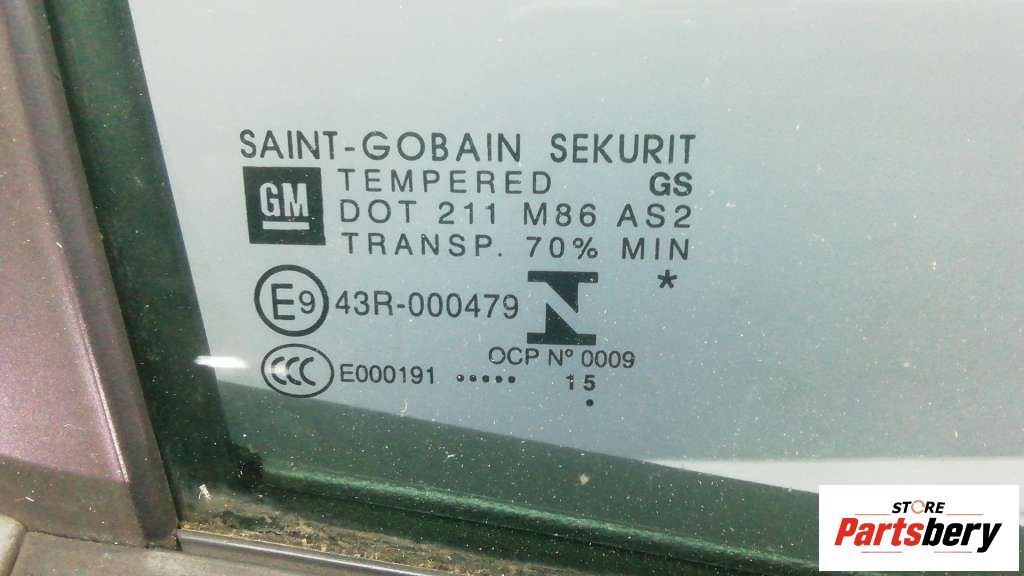 SAINT-GOBAIN SEKURIT
GM
TEMPERED GS
DOT 211 M86 AS2
TRANSP. 70% MIN
*
E9 43R-000479 N
OCP Nº 0009
CCC E000191 ..... 15
.
STORE
Partsbery